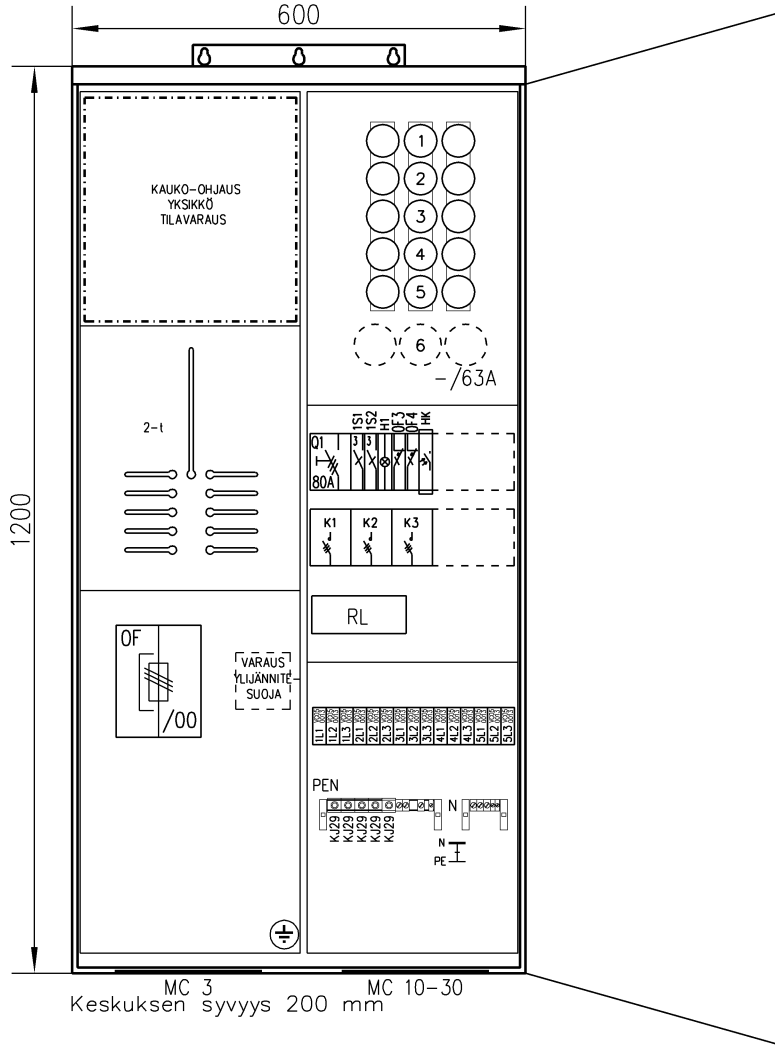 600
1200
KAUKO-OHJAUS
YKSIKKÖ
TILAVARAUS
1
2
3
4
5
6
-/63A
2-t
Q1
80A
3
3
1S1
1S2
H1
OF3
OF4
HK
K1
K2
K3
RL
OF
/00
VARAUS
YLIJÄNNITE-
SUOJA
1L1
1L2
1L3
2L1
2L2
2L3
3L1
3L2
3L3
4L1
4L2
4L3
5L1
5L2
5L3
PEN
N
KJ29
KJ29
KJ29
KJ29
KJ29
N
PE
MC 3
MC 10-30
Keskuksen syvyys 200 mm